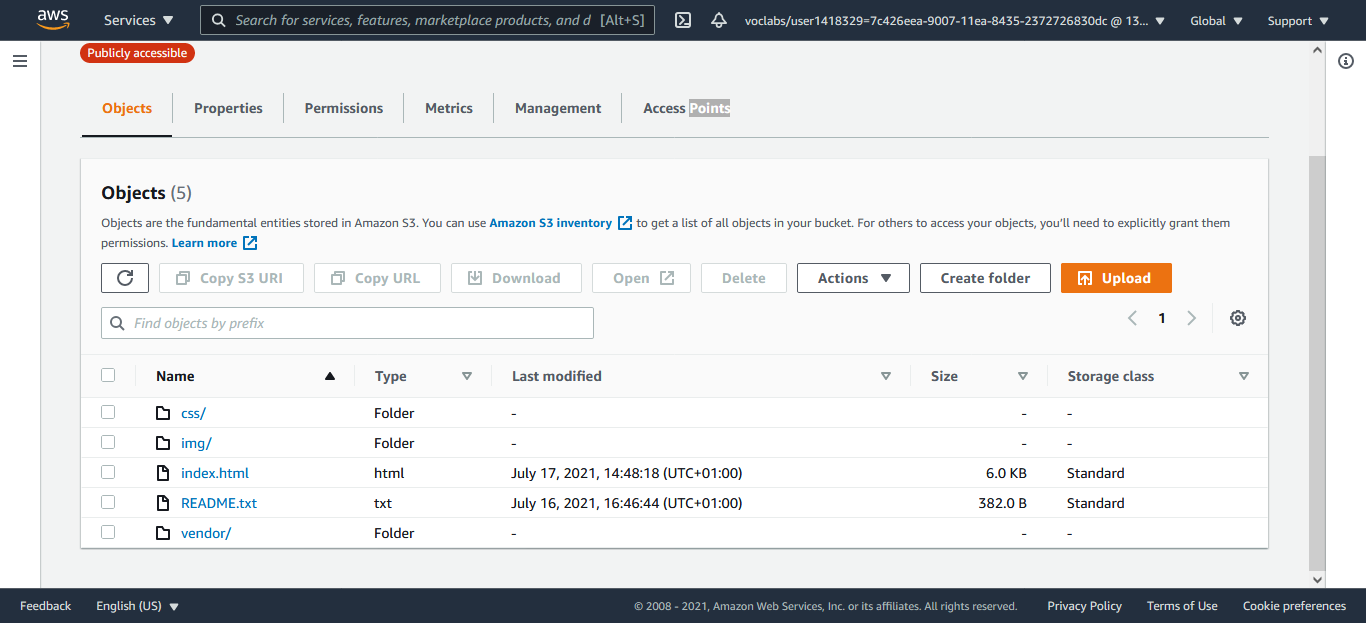 aws Services Search for services, features, marketplace products, and d [Alt+S] voclabs/user1418329=7c426eea-9007-11ea-8435-2372726830dc @ 13... Global Support
Publicly accessible
Objects Properties Permissions Metrics Management Access Points
Objects (5)
Objects are the fundamental entities stored in Amazon S3. You can use Amazon S3 inventory to get a list of all objects in your bucket. For others to access your objects, you'll need to explicitly grant them
permissions. Learn more
Copy S3 URI Copy URL Download Open Delete Actions Create folder Upload
Find objects by prefix 1
Name Type Last modified Size Storage class
css/ Folder - - -
img/ Folder - - -
index.html html July 17, 2021, 14:48:18 (UTC+01:00) 6.0 KB Standard
README.txt txt July 16, 2021, 16:46:44 (UTC+01:00) 382.0 B Standard
vendor/ Folder - - -
Feedback English (US) © 2008 - 2021, Amazon Web Services, Inc. or its affiliates. All rights reserved. Privacy Policy Terms of Use Cookie preferences